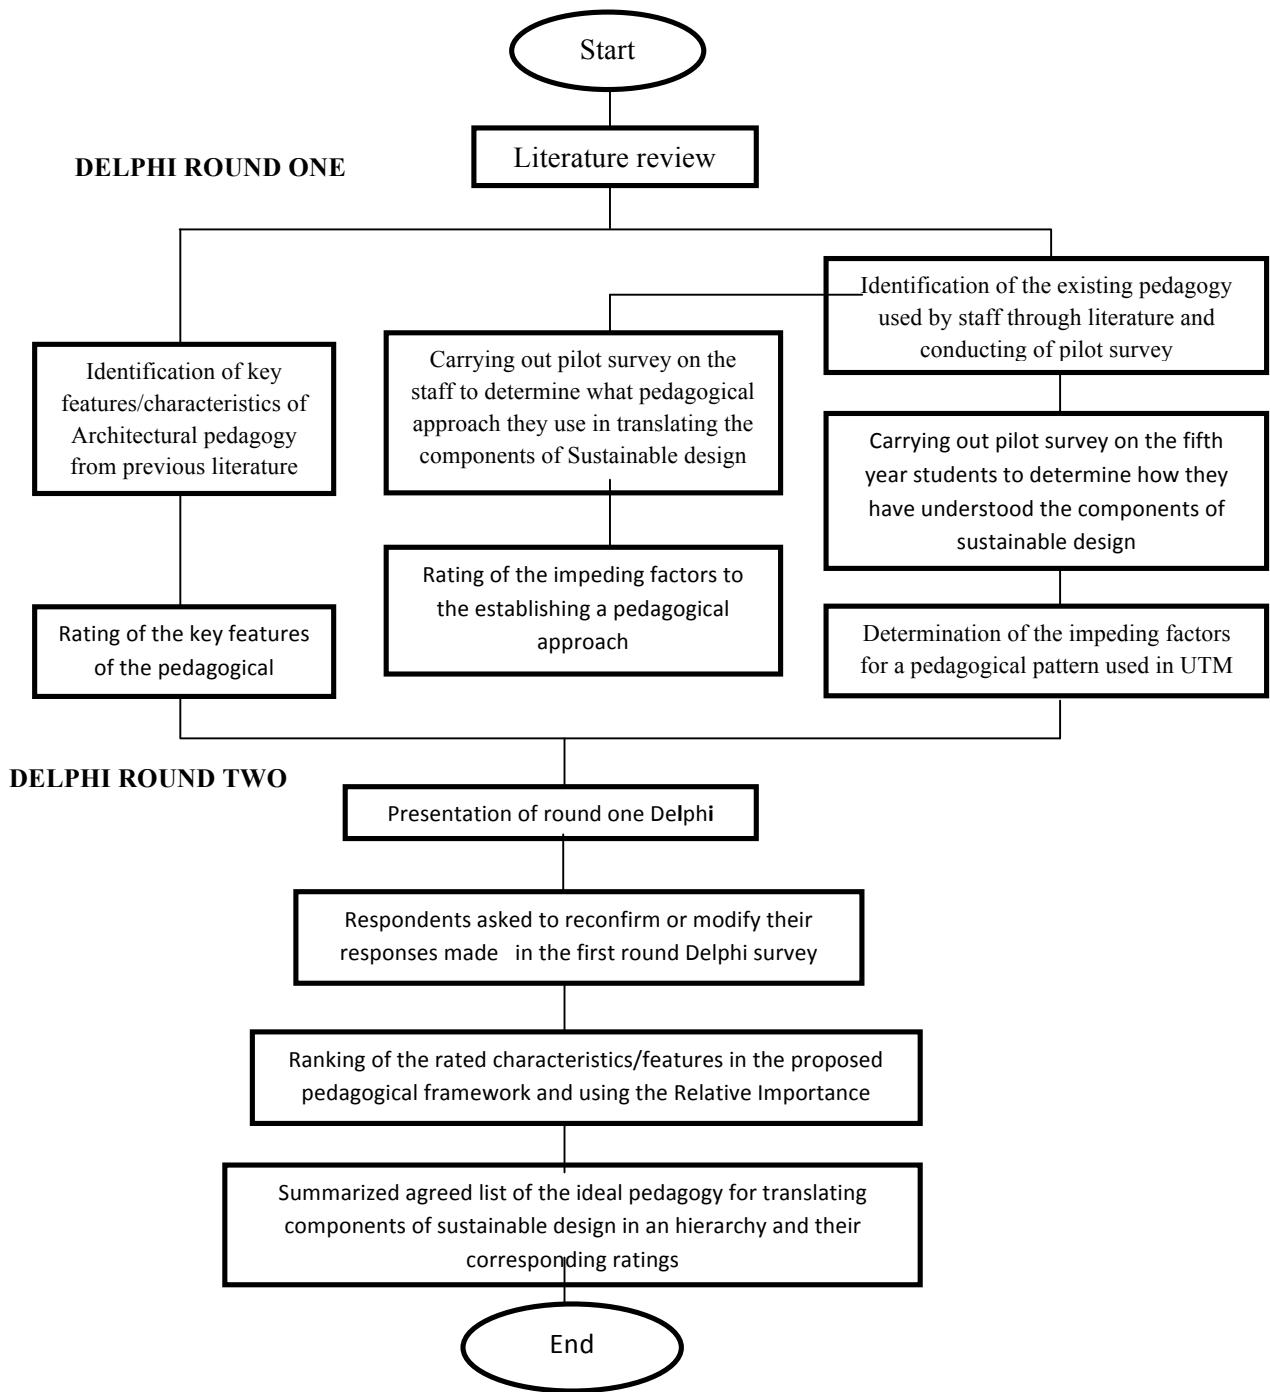 Start
Literature review
DELPHI ROUND ONE
Identification of key
features/characteristics of
Architectural pedagogy
from previous literature
Rating of the key features
of the pedagogical
Carrying out pilot survey on the
staff to determine what pedagogical
approach they use in translating the
components of Sustainable design
Rating of the impeding factors to
the establishing a pedagogical
approach
Identification of the existing pedagogy
used by staff through literature and
conducting of pilot survey
Carrying out pilot survey on the fifth
year students to determine how they
have understood the components of
sustainable design
Determination of the impeding factors
for a pedagogical pattern used in UTM
DELPHI ROUND TWO
Presentation of round one Delphi
Respondents asked to reconfirm or modify their
responses made in the first round Delphi survey
Ranking of the rated characteristics/features in the proposed
pedagogical framework and using the Relative Importance
Summarized agreed list of the ideal pedagogy for translating
components of sustainable design in an hierarchy and their
corresponding ratings
End